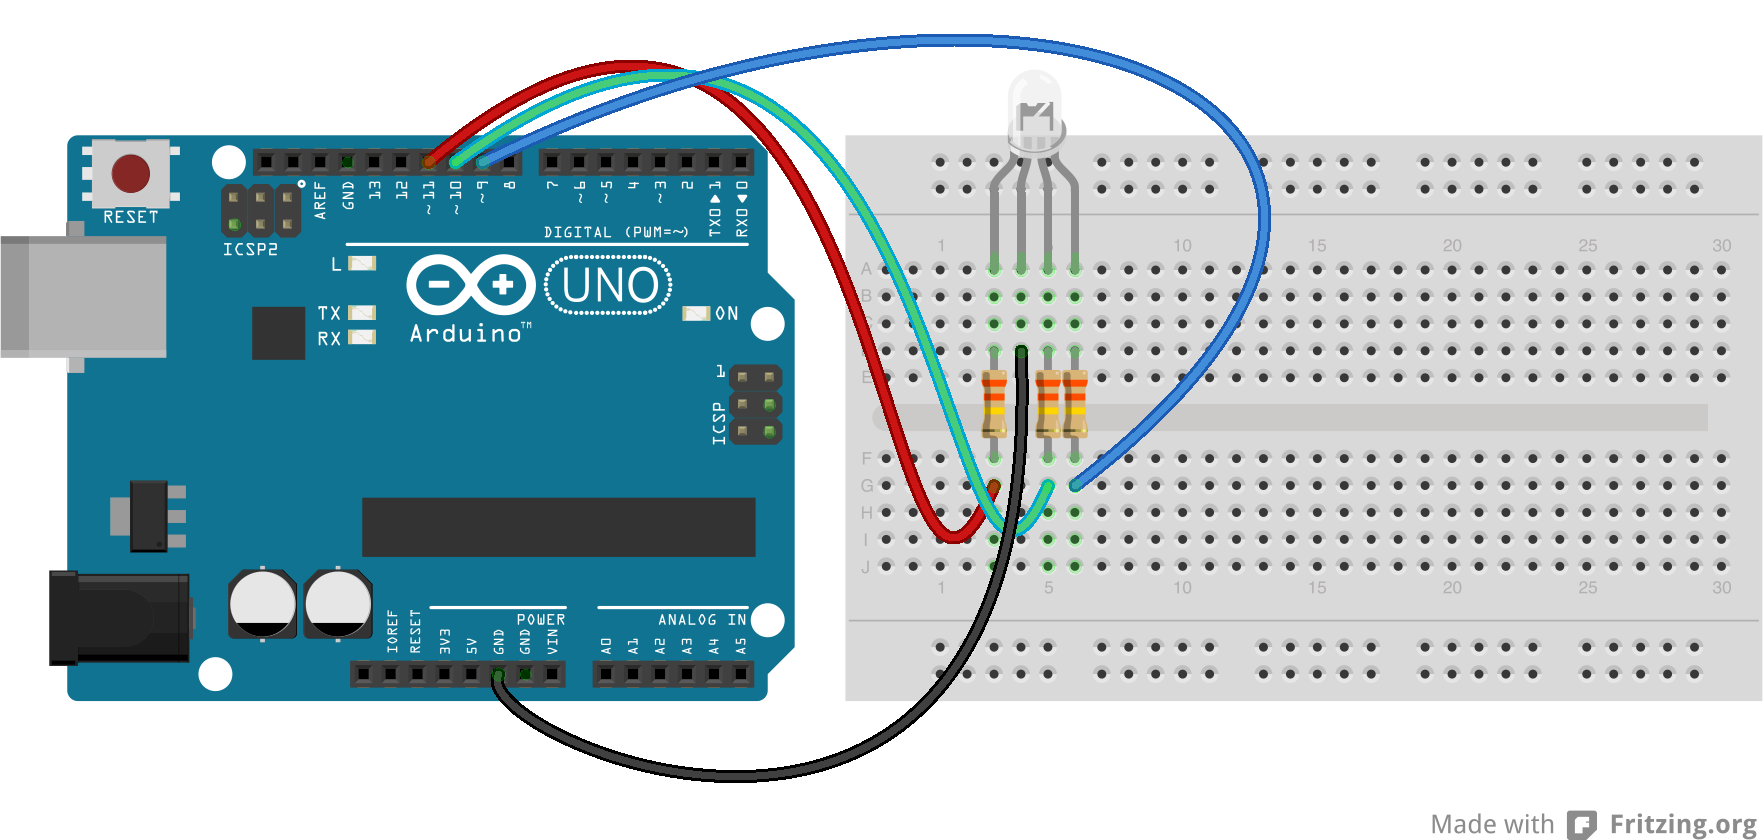 RESET
ICSP2
AREF
GND
13
12
~11
~10
~9
8
7
~6
~5
4
~3
2
TX0▶1
RX0◀0
DIGITAL (PWM=~)
L
TX
RX
UNO
ON
Arduino™
1
ICSP
IOREF
RESET
3V3
5V
GND
GND
VIN
POWER
ANALOG IN
A0
A1
A2
A3
A4
A5
1 10 15 20 25 30
A
B
C
E
F
G
H
I
J
1 5 10 15 20 25 30
Made with Fritzing.org